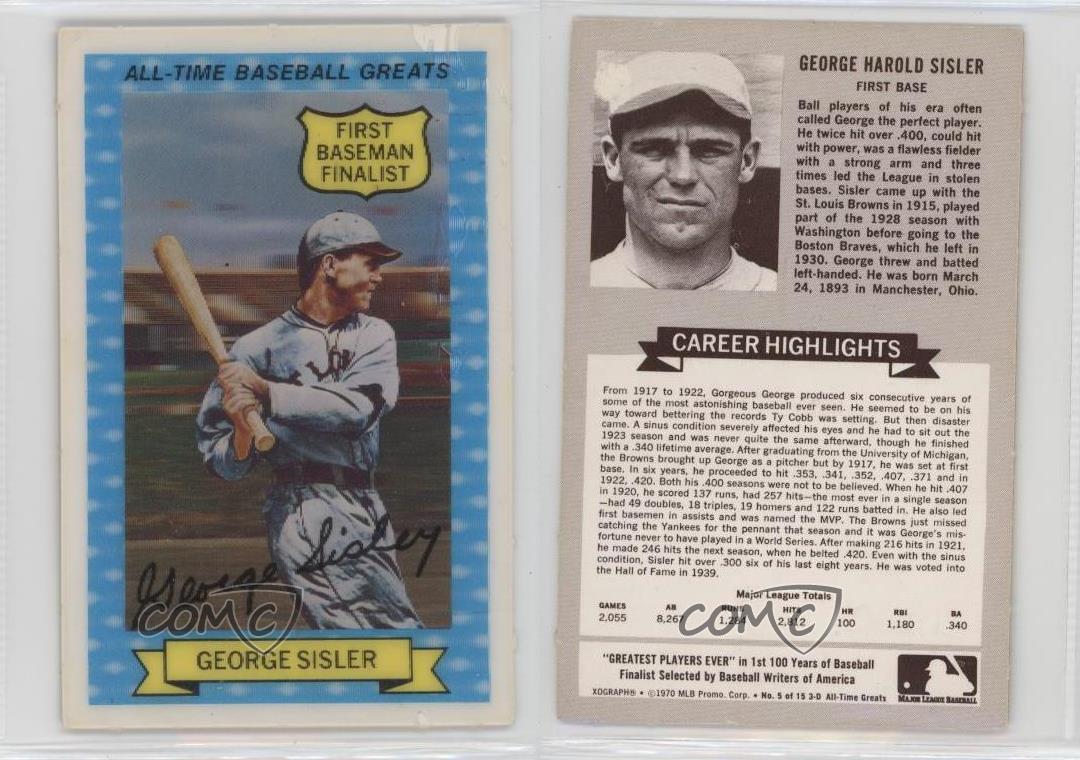 ALL-TIME BASEBALL GREATS
FIRST
BASEMAN
FINALIST
George Sisler
COMC
GEORGE SISLER
GEORGE HAROLD SISLER
FIRST BASE
Ball players of his era often
called George the perfect player.
He twice hit over .400, could hit
with power, was a flawless fielder
with a strong arm and three
times led the League in stolen
bases. Sisler came up with the
St. Louis Browns in 1915, played
part of the 1928 season with
Washington before going to the
Boston Braves, which he left in
1930. George threw and batted
left-handed. He was born March
24, 1893 in Manchester, Ohio.
CAREER HIGHLIGHTS
From 1917 to 1922, Gorgeous George produced six consecutive years of
some of the most astonishing baseball ever seen. He seemed to be on his
way toward bettering the records Ty Cobb was setting. But then disaster
came. A sinus condition severely affected his eyes and he had to sit out the
1923 season and was never quite the same afterward, though he finished
with a .340 lifetime average. After graduating from the University of Michigan,
the Browns brought up George as a pitcher but by 1917, he was set at first
base. In six years, he proceeded to hit .353, .341, .352, .407, .371 and in
1922, .420. Both his .400 seasons were not to be believed. When he hit .407
in 1920, he scored 137 runs, had 257 hits—the most ever in a single season
—had 49 doubles, 18 triples, 19 homers and 122 runs batted in. He also led
first basemen in assists and was named the MVP. The Browns just missed
catching the Yankees for the pennant that season and it was George's mis-
fortune never to have played in a World Series. After making 216 hits in 1921,
he made 246 hits the next season, when he belted .420. Even with the sinus
condition, Sisler hit over .300 six of his last eight years. He was voted into
the Hall of Fame in 1939.
Major League Totals
GAMES AB RUNS HITS HR RBI BA
2,055 8,267 1,284 2,812 100 1,180 .340
COMC
"GREATEST PLAYERS EVER" in 1st 100 Years of Baseball
Finalist Selected by Baseball Writers of America
XOGRAPH® • ©1970 MLB Promo. Corp. • No. 5 of 15 3-D All-Time Greats
MAJOR LEAGUE BASEBALL